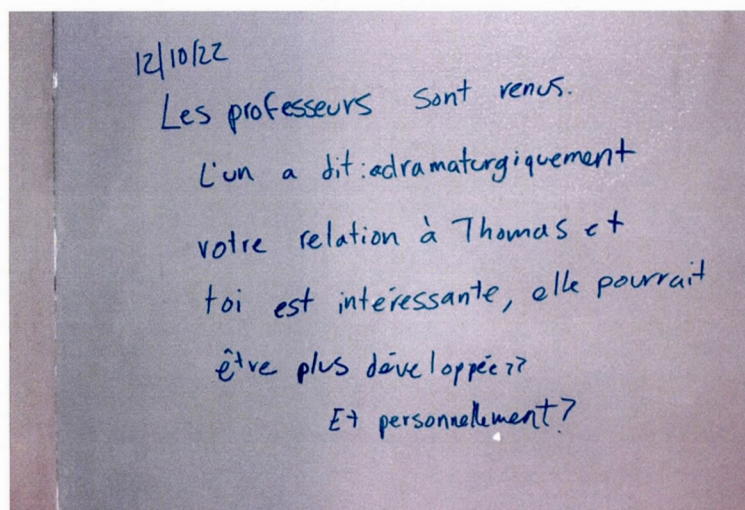 12/10/22
Les professeurs sont venus.
L'un a dit: «dramaturgiquement
votre relation à Thomas et
toi est intéressante, elle pourrait
être plus développée»
Et personnellement?